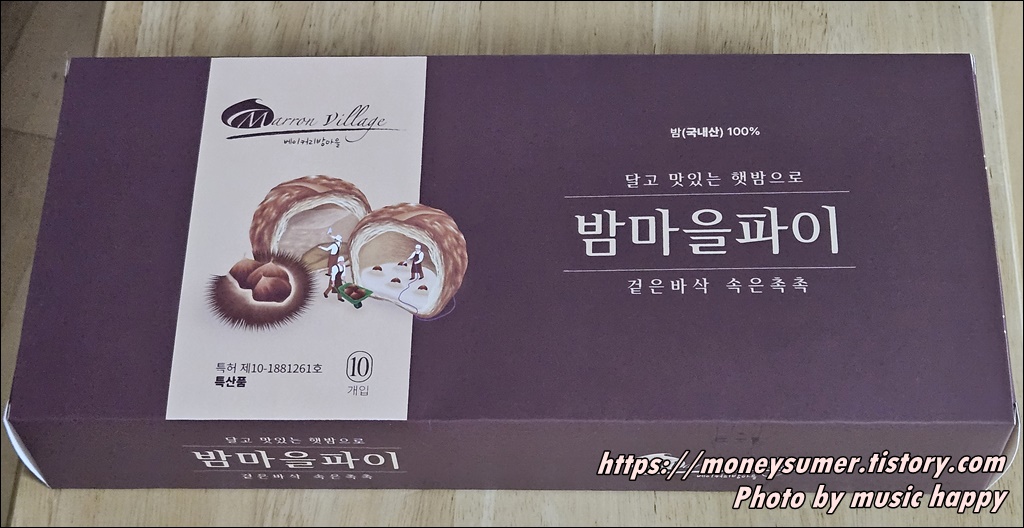 Marron Village
베이커리밤마을
특허 제10-1881261호
특산품
10
개입
밤(국내산) 100%
달고 맛있는 햇밤으로
밤마을파이
겉은바삭 속은촉촉
달고 맛있는 햇밤으로
밤마을파이
겉은바삭 속은촉촉
https://moneysumer.tistory.com
Photo by music happy